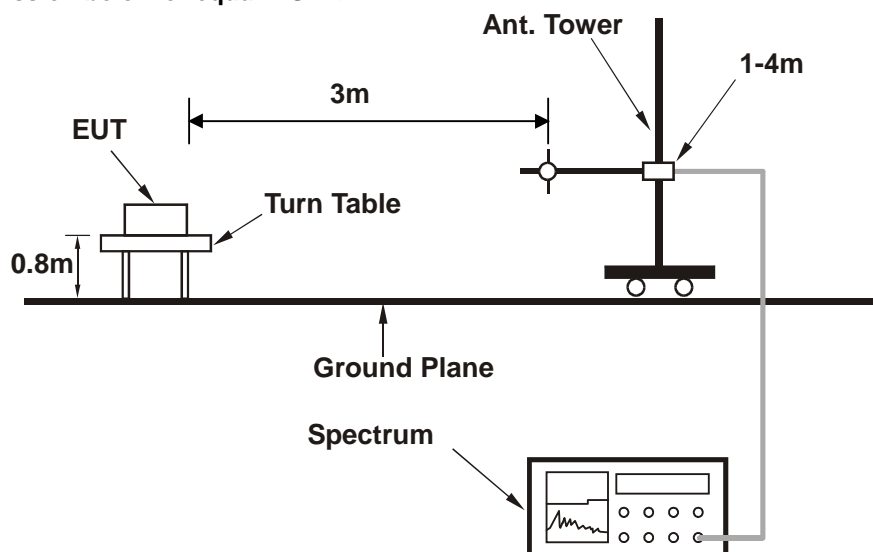 Ant. Tower
1-4m
3m
EUT
Turn Table
0.8m
Ground Plane
Spectrum